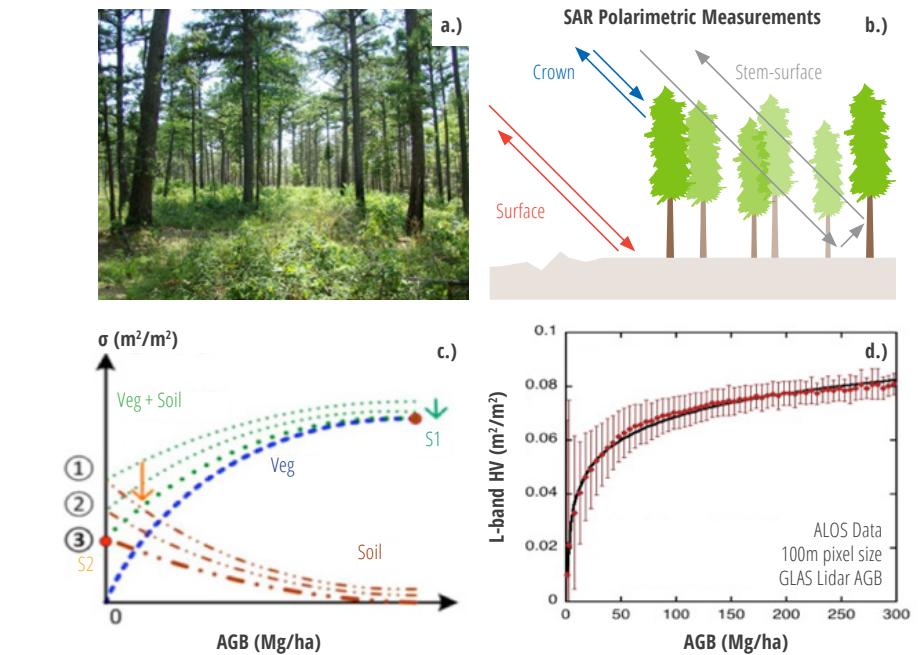 a.)
SAR Polarimetric Measurements
b.)
Crown
Stem-surface
Surface
σ (m²/m²)
c.)
Veg + Soil
S1
①
Veg
②
③
Soil
S2
0
AGB (Mg/ha)
0.1
d.)
0.08
0.06
L-band HV (m²/m²)
0.04
ALOS Data
0.02
100m pixel size
GLAS Lidar AGB
0
0 50 100 150 200 250 300
AGB (Mg/ha)